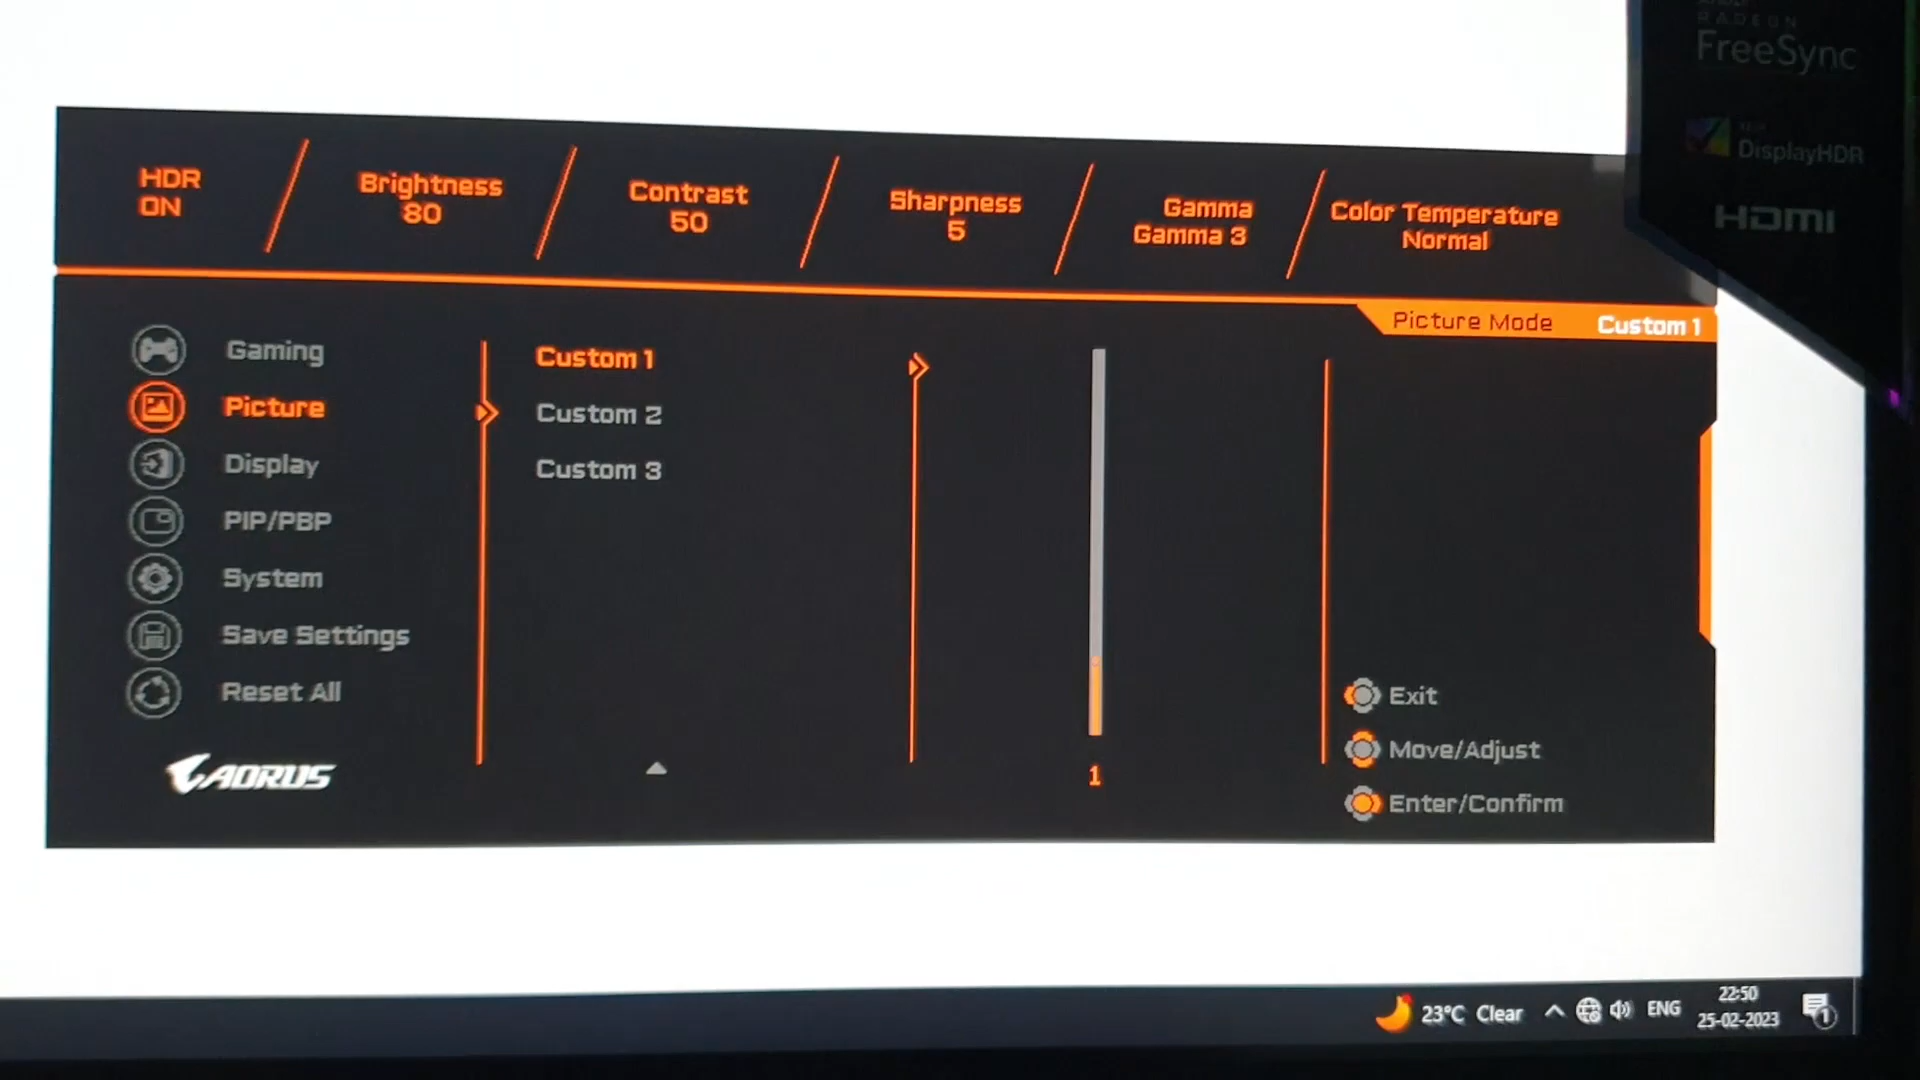 RADEON
FreeSync
DisplayHDR
HDMI
HDR
ON
Brightness
80
Contrast
50
Sharpness
5
Gamma
Gamma 3
Color Temperature
Normal
Picture Mode Custom 1
Gaming
Picture
Display
PIP/PBP
System
Save Settings
Reset All
AORUS
Custom 1
Custom 2
Custom 3
1
Exit
Move/Adjust
Enter/Confirm
23°C Clear
ENG
22:50
25-02-2023
1